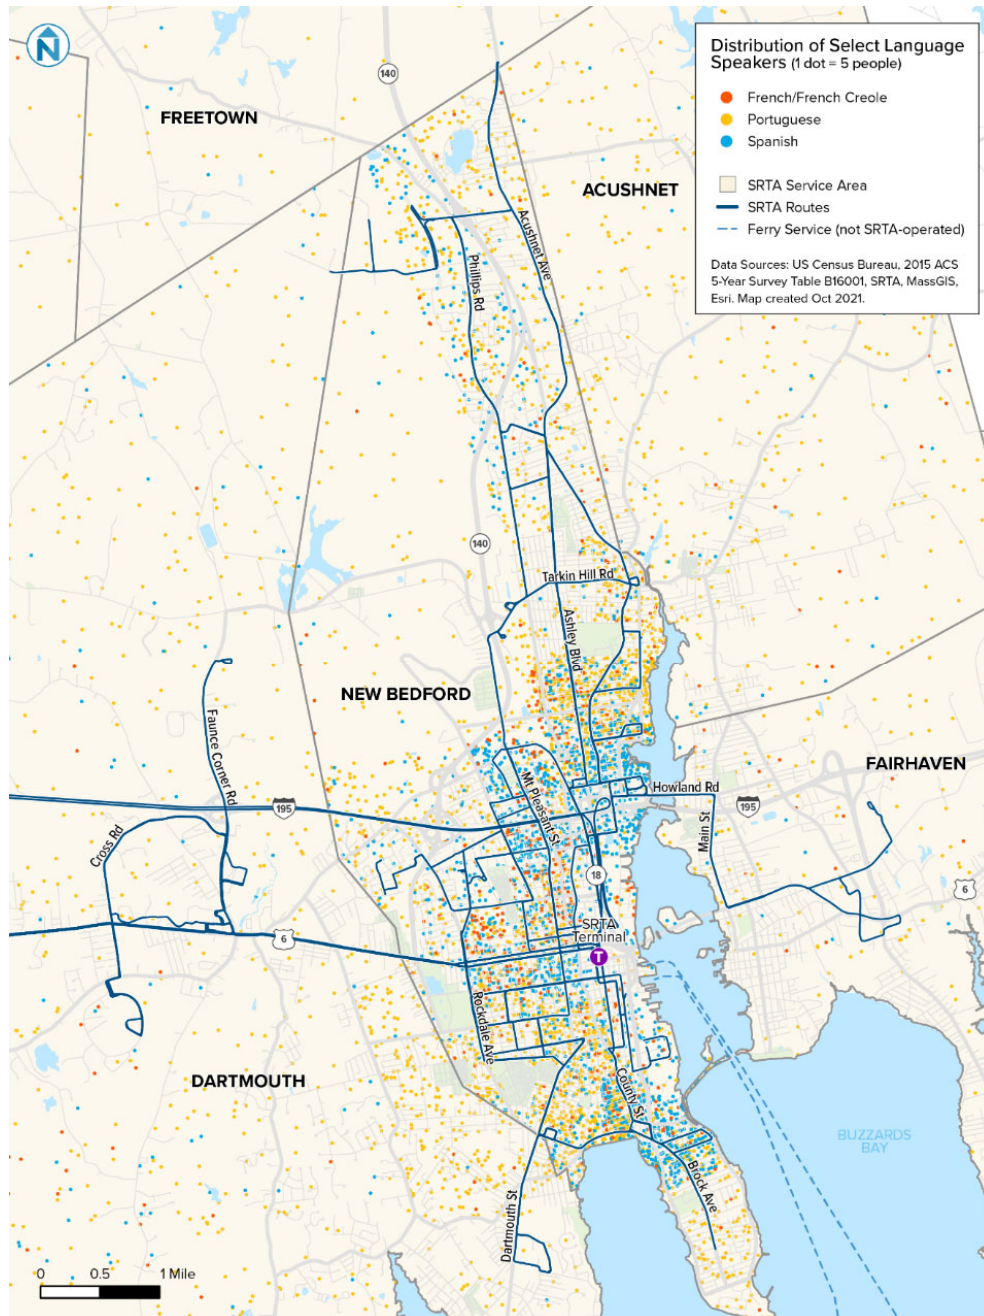 N
Distribution of Select Language
Speakers (1 dot = 5 people)
French/French Creole
Portuguese
Spanish
SRTA Service Area
SRTA Routes
Ferry Service (not SRTA-operated)
Data Sources: US Census Bureau, 2015 ACS
5-Year Survey Table B16001, SRTA, MassGIS,
Esri. Map created Oct 2021.
140
FREETOWN
ACUSHNET
Acushnet Ave
Phillips Rd
140
Tarkin Hill Rd
Ashley Blvd
NEW BEDFORD
Faunce Corner Rd
FAIRHAVEN
Howland Rd
Mt Pleasant St
195
195
Main St
Cross Rd
18
6
SRTA
Terminal
T
6
Rockdale Ave
DARTMOUTH
County St
BUZZARDS
BAY
Brock Ave
Dartmouth St
0 0.5 1 Mile